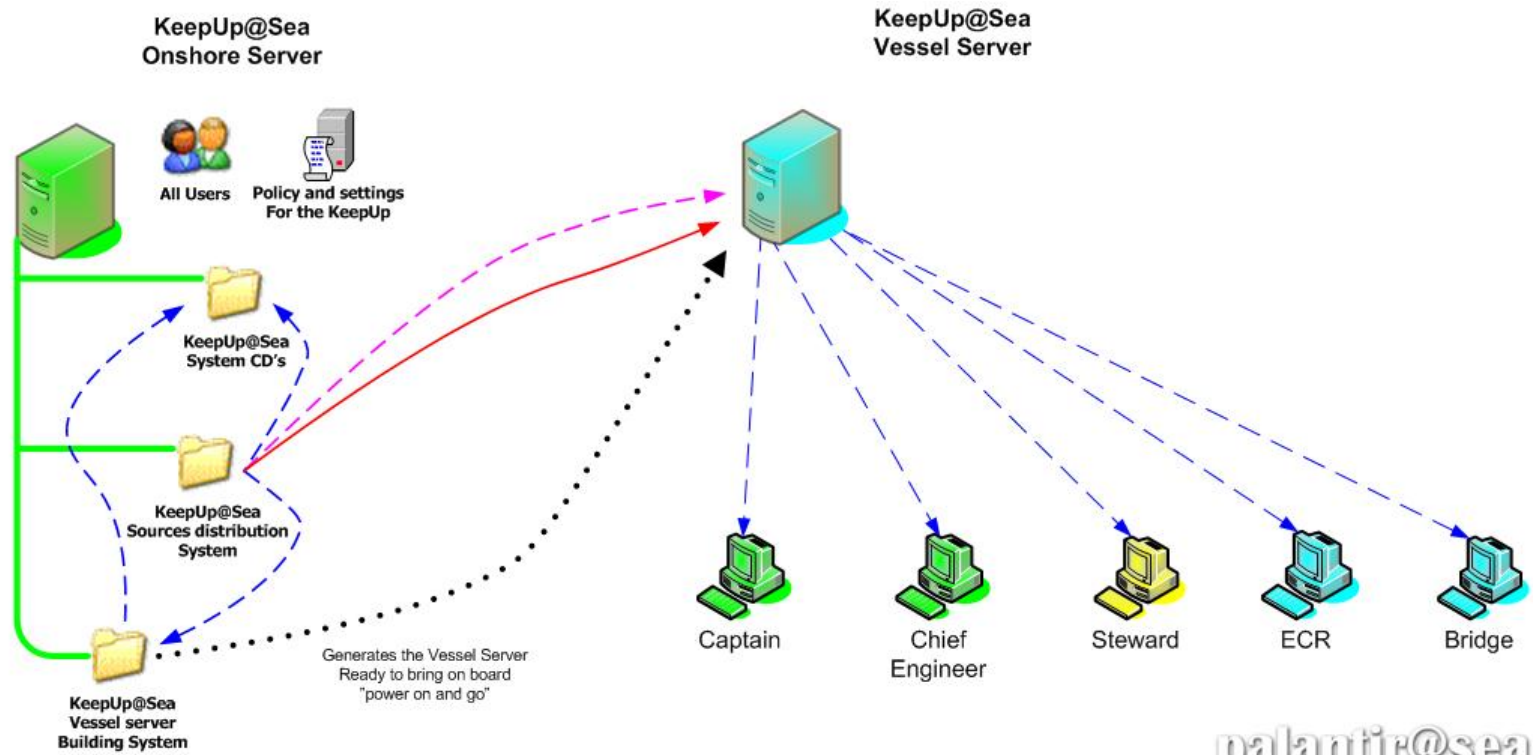 KeepUp@Sea
Onshore Server
KeepUp@Sea
Vessel Server
All Users
Policy and settings
For the KeepUp
KeepUp@Sea
System CD's
KeepUp@Sea
Sources distribution
System
Generates the Vessel Server
Ready to bring on board
"power on and go"
KeepUp@Sea
Vessel server
Building System
Captain
Chief
Engineer
Steward
ECR
Bridge
palantir@sea